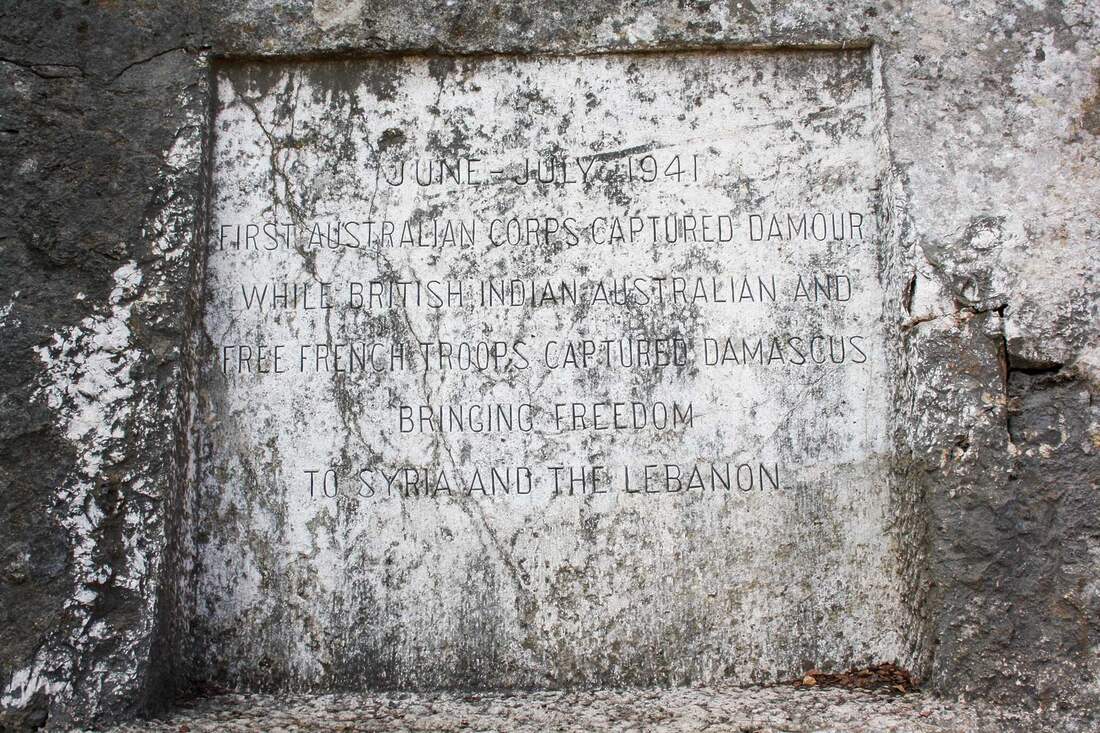 JUNE – JULY 1941
FIRST AUSTRALIAN CORPS CAPTURED DAMOUR
WHILE BRITISH INDIAN AUSTRALIAN AND
FREE FRENCH TROOPS CAPTURED DAMASCUS
BRINGING FREEDOM
TO SYRIA AND THE LEBANON